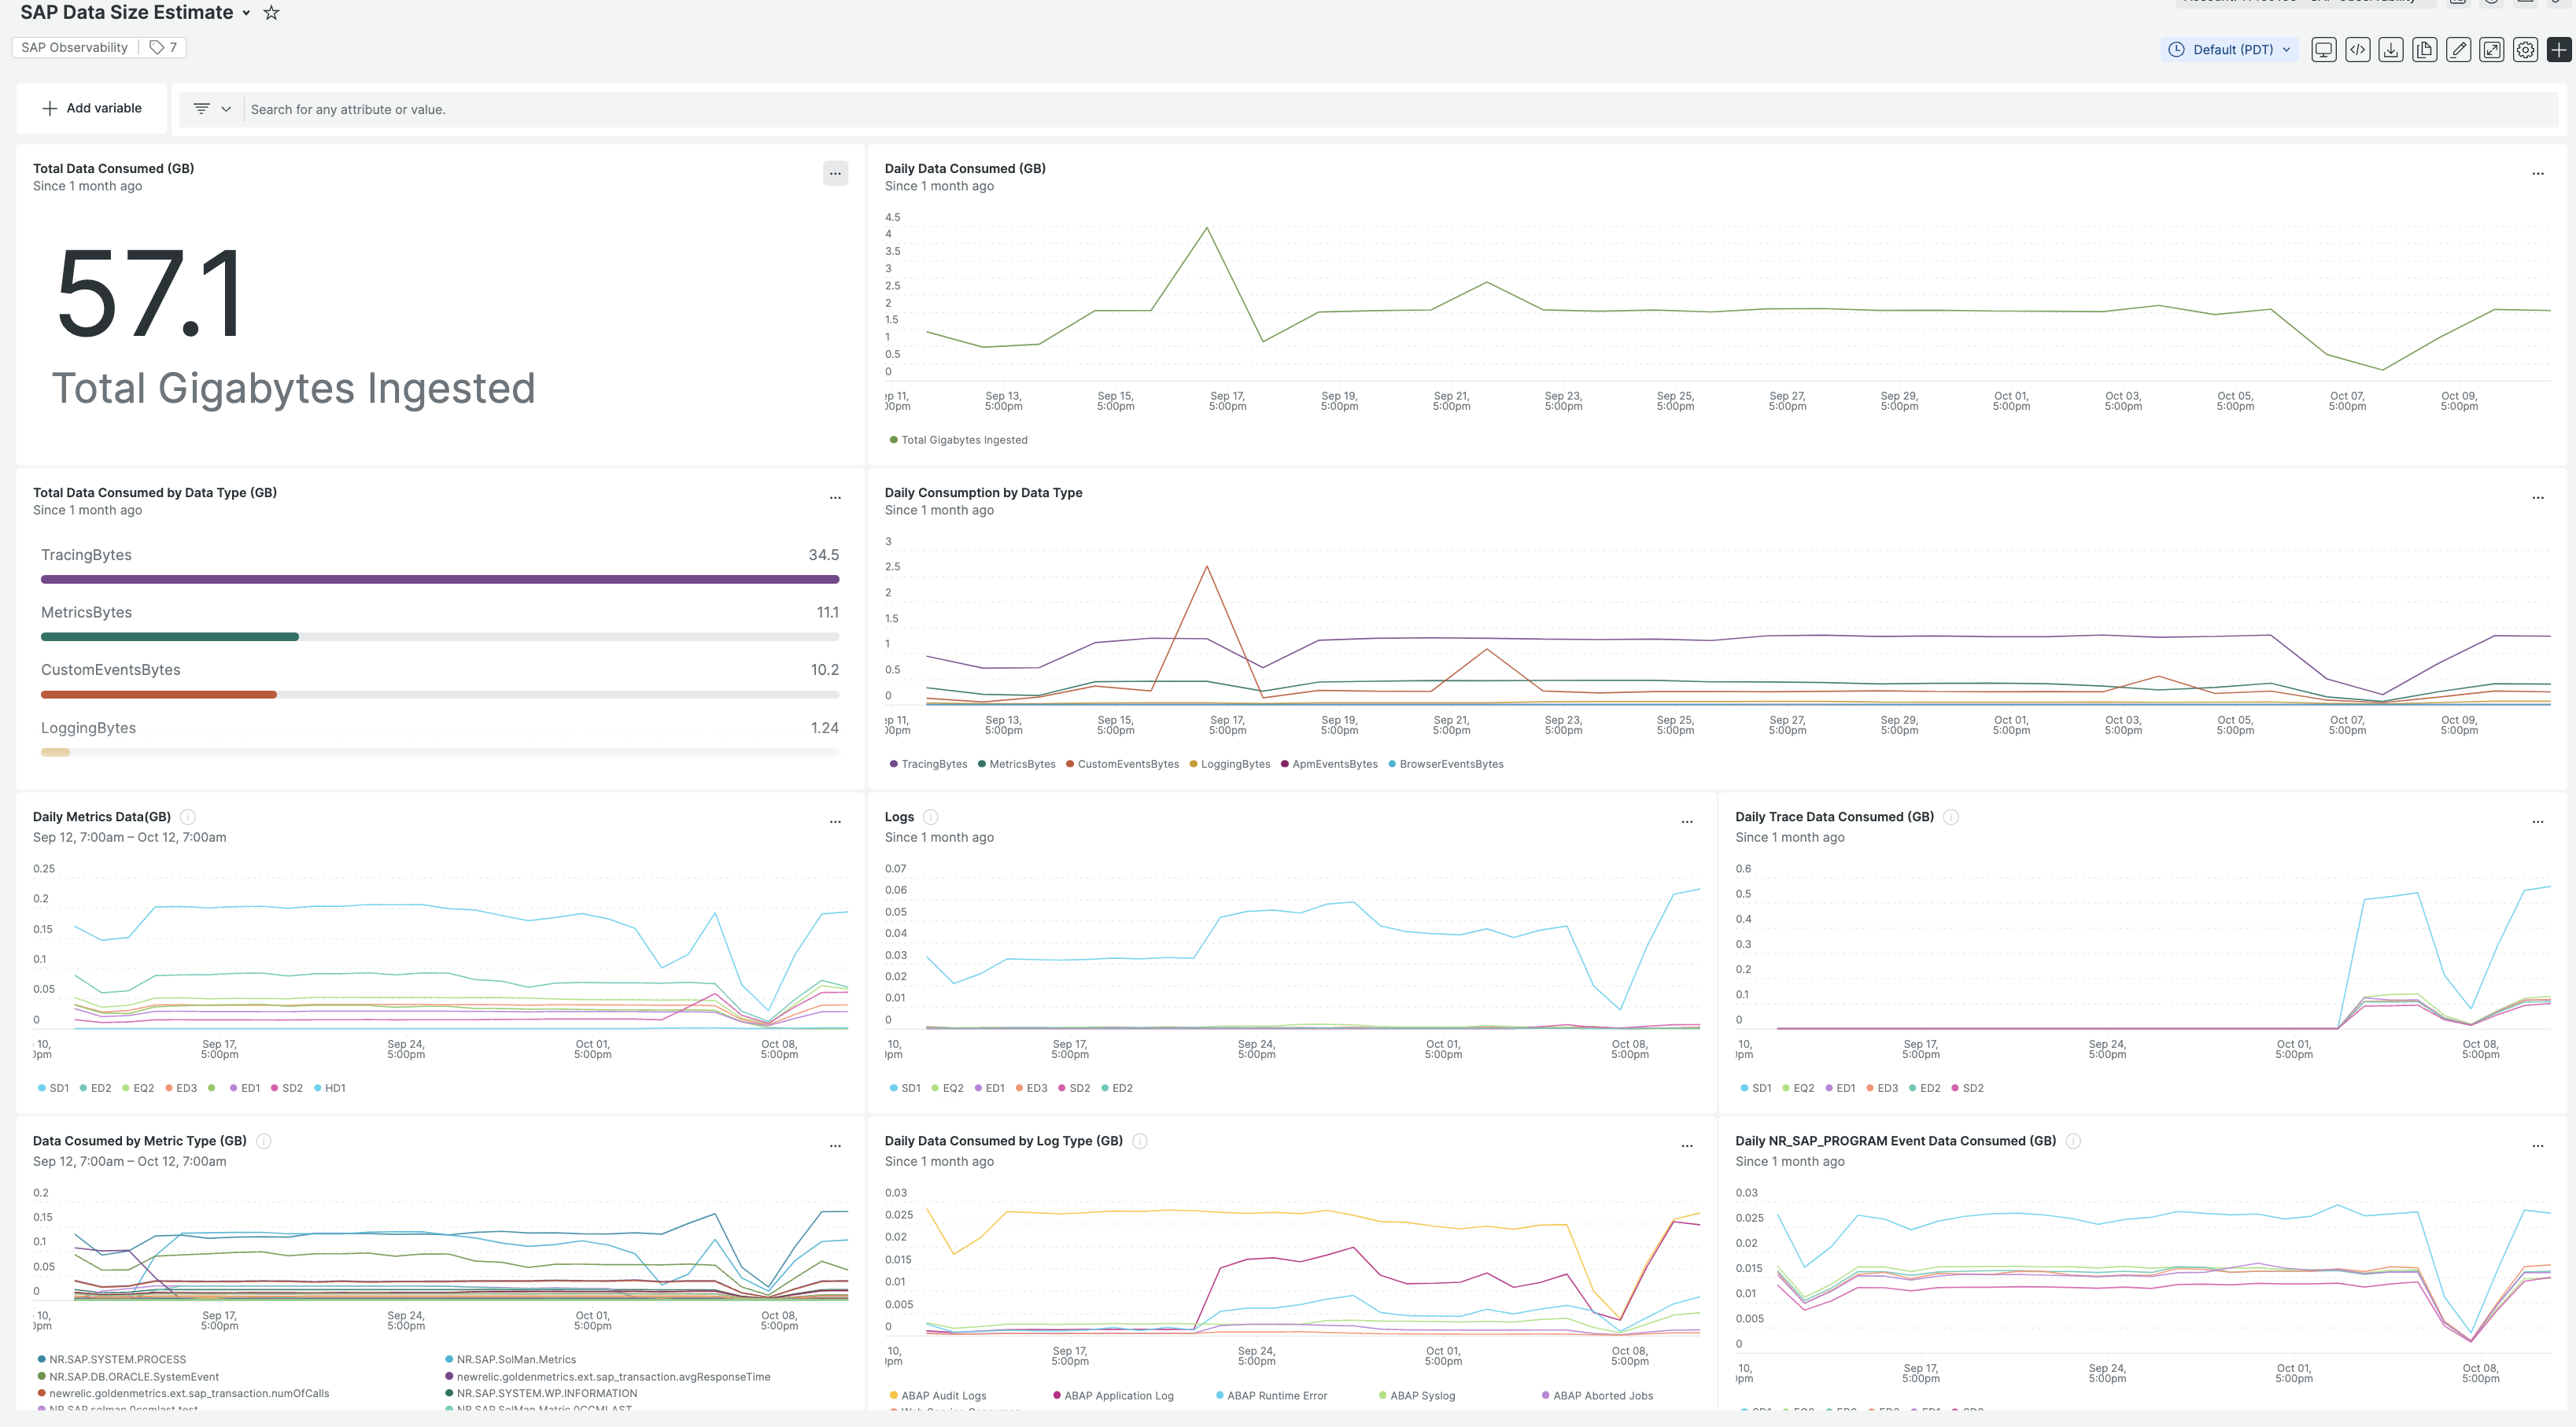 SAP Data Size Estimate
SAP Observability 7
Default (PDT)
Add variable
Search for any attribute or value.
Total Data Consumed (GB)
Since 1 month ago
57.1
Total Gigabytes Ingested
Daily Data Consumed (GB)
Since 1 month ago
4.5
4
3.5
3
2.5
2
1.5
1
0.5
0
Sep 13, Sep 15, Sep 17, Sep 19, Sep 21, Sep 23, Sep 25, Sep 27, Sep 29, Oct 01, Oct 03, Oct 05, Oct 07, Oct 09,
5:00pm 5:00pm 5:00pm 5:00pm 5:00pm 5:00pm 5:00pm 5:00pm 5:00pm 5:00pm 5:00pm 5:00pm 5:00pm 5:00pm
Total Gigabytes Ingested
Total Data Consumed by Data Type (GB)
Since 1 month ago
TracingBytes 34.5
MetricsBytes 11.1
CustomEventsBytes 10.2
LoggingBytes 1.24
Daily Consumption by Data Type
Since 1 month ago
3
2.5
2
1.5
1
0.5
0
Sep 13, Sep 15, Sep 17, Sep 19, Sep 21, Sep 23, Sep 25, Sep 27, Sep 29, Oct 01, Oct 03, Oct 05, Oct 07, Oct 09,
5:00pm 5:00pm 5:00pm 5:00pm 5:00pm 5:00pm 5:00pm 5:00pm 5:00pm 5:00pm 5:00pm 5:00pm 5:00pm 5:00pm
TracingBytes MetricsBytes CustomEventsBytes LoggingBytes ApmEventsBytes BrowserEventsBytes
Daily Metrics Data(GB)
Sep 12, 7:00am – Oct 12, 7:00am
0.25
0.2
0.15
0.1
0.05
0
10, Sep 17, Sep 24, Oct 01, Oct 08,
5:00pm 5:00pm 5:00pm 5:00pm
SD1 ED2 EQ2 ED3 ED1 SD2 HD1
Logs
Since 1 month ago
0.07
0.06
0.05
0.04
0.03
0.02
0.01
0
10, Sep 17, Sep 24, Oct 01, Oct 08,
5:00pm 5:00pm 5:00pm 5:00pm
SD1 EQ2 ED1 ED3 SD2 ED2
Daily Trace Data Consumed (GB)
Since 1 month ago
0.6
0.5
0.4
0.3
0.2
0.1
0
10, Sep 17, Sep 24, Oct 01, Oct 08,
5:00pm 5:00pm 5:00pm 5:00pm
SD1 EQ2 ED1 ED3 ED2 SD2
Data Cosumed by Metric Type (GB)
Sep 12, 7:00am – Oct 12, 7:00am
0.2
0.15
0.1
0.05
0
10, Sep 17, Sep 24, Oct 01, Oct 08,
5:00pm 5:00pm 5:00pm 5:00pm
NR.SAP.SYSTEM.PROCESS NR.SAP.SolMan.Metrics
NR.SAP.DB.ORACLE.SystemEvent newrelic.goldenmetrics.ext.sap_transaction.avgResponseTime
newrelic.goldenmetrics.ext.sap_transaction.numOfCalls NR.SAP.SYSTEM.WP.INFORMATION
Daily Data Consumed by Log Type (GB)
Since 1 month ago
0.03
0.025
0.02
0.015
0.01
0.005
0
10, Sep 17, Sep 24, Oct 01, Oct 08,
5:00pm 5:00pm 5:00pm 5:00pm
ABAP Audit Logs ABAP Application Log ABAP Runtime Error ABAP Syslog ABAP Aborted Jobs
Daily NR_SAP_PROGRAM Event Data Consumed (GB)
Since 1 month ago
0.03
0.025
0.02
0.015
0.01
0.005
0
10, Sep 17, Sep 24, Oct 01, Oct 08,
5:00pm 5:00pm 5:00pm 5:00pm